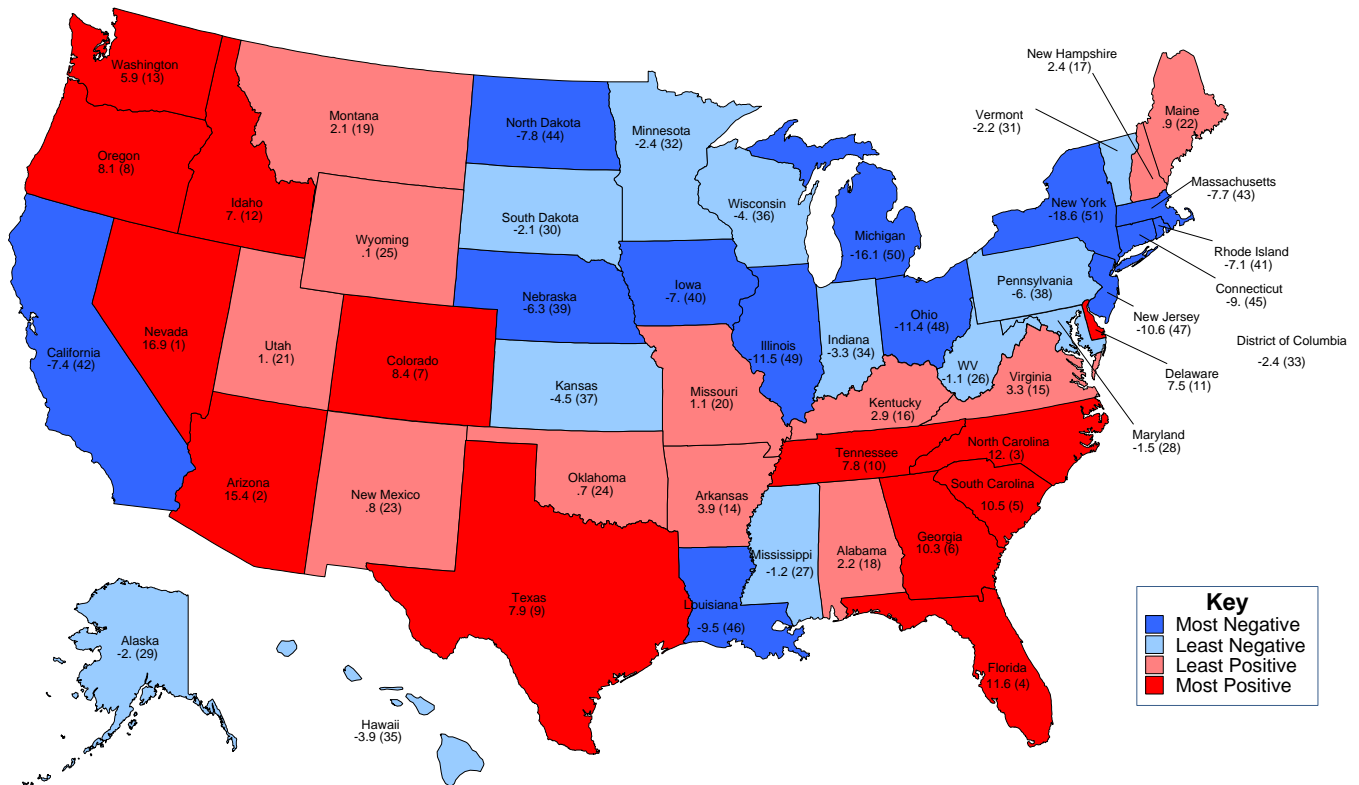 Washington
5.9 (13)
Oregon
8.1 (8)
Idaho
7. (12)
Montana
2.1 (19)
North Dakota
-7.8 (44)
Minnesota
-2.4 (32)
Wisconsin
-4. (36)
Michigan
-16.1 (50)
New York
-18.6 (51)
Vermont
-2.2 (31)
New Hampshire
2.4 (17)
Maine
.9 (22)
Massachusetts
-7.7 (43)
Rhode Island
-7.1 (41)
Connecticut
-9. (45)
New Jersey
-10.6 (47)
District of Columbia
-2.4 (33)
Delaware
7.5 (11)
Maryland
-1.5 (28)
Pennsylvania
-6. (38)
South Dakota
-2.1 (30)
Wyoming
.1 (25)
Nebraska
-6.3 (39)
Iowa
-7. (40)
Illinois
-11.5 (49)
Indiana
-3.3 (34)
Ohio
-11.4 (48)
WV
-1.1 (26)
Virginia
3.3 (15)
Kentucky
2.9 (16)
California
-7.4 (42)
Nevada
16.9 (1)
Utah
1. (21)
Colorado
8.4 (7)
Kansas
-4.5 (37)
Missouri
1.1 (20)
Tennessee
7.8 (10)
North Carolina
12. (3)
South Carolina
10.5 (5)
Arizona
15.4 (2)
New Mexico
.8 (23)
Oklahoma
.7 (24)
Arkansas
3.9 (14)
Mississippi
-1.2 (27)
Alabama
2.2 (18)
Georgia
10.3 (6)
Texas
7.9 (9)
Louisiana
-9.5 (46)
Florida
11.6 (4)
Alaska
-2. (29)
Hawaii
-3.9 (35)
Key
Most Negative
Least Negative
Least Positive
Most Positive